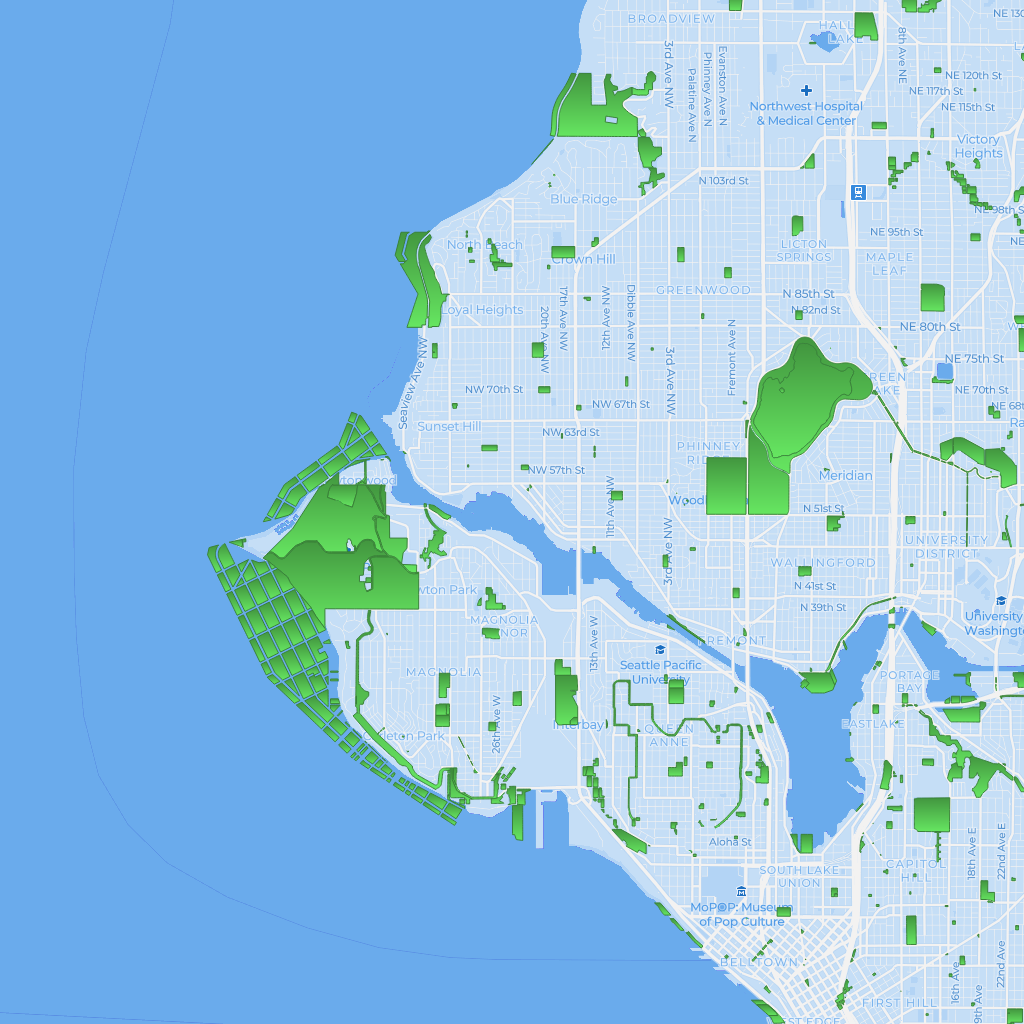 BROADVIEW
HALL
LAKE
NE 130
3rd Ave NW
Evanston Ave N
Phinney Ave N
Palatine Ave N
8th Ave NE
NE 120th St
NE 117th St
NE 115th St
Northwest Hospital
& Medical Center
Victory
Heights
N 103rd St
Blue Ridge
NE 98th St
North Beach
Crown Hill
LICTON
SPRINGS
NE 95th St
MAPLE
LEAF
GREENWOOD
N 85th St
N 82nd St
Loyal Heights
20th Ave NW
17th Ave NW
12th Ave NW
Dibble Ave NW
3rd Ave NW
Fremont Ave N
NE 80th St
NE 75th St
Seaview Ave NW
NW 70th St
NW 67th St
NE 70th St
NE 68th
Sunset Hill
NW 63rd St
NW 57th St
PHINNEY
Meridian
11th Ave NW
N 51st St
3rd Ave NW
UNIVERSITY
DISTRICT
WALLINGFORD
N 41st St
N 39th St
MAGNOLIA
13th Ave W
FREMONT
University
Washington
Seattle Pacific
University
MAGNOLIA
PORTAGE
BAY
26th Ave W
Interbay
QUEEN
ANNE
EASTLAKE
Aloha St
SOUTH LAKE
UNION
CAPITOL
HILL
18th Ave E
22nd Ave E
MoPOP: Museum
of Pop Culture
BELLTOWN
16th Ave
22nd Ave
FIRST HILL